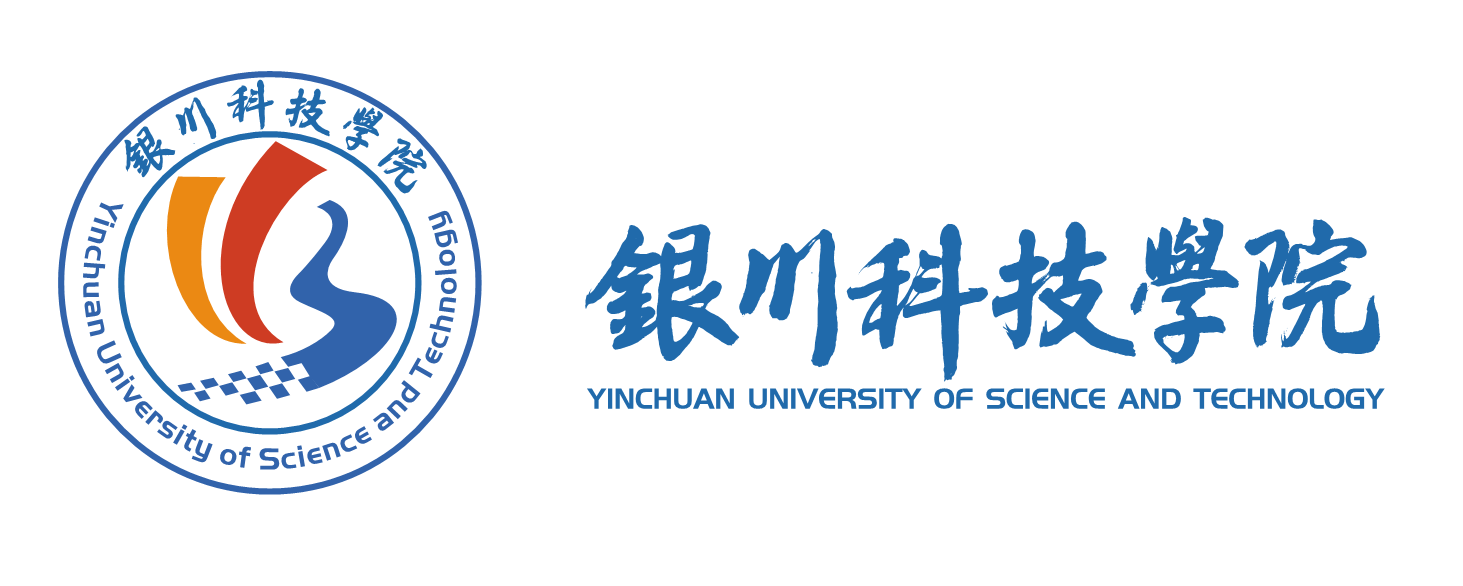 銀川科技學院
Yinchuan University of Science and Technology
銀川科技學院
YINCHUAN UNIVERSITY OF SCIENCE AND TECHNOLOGY